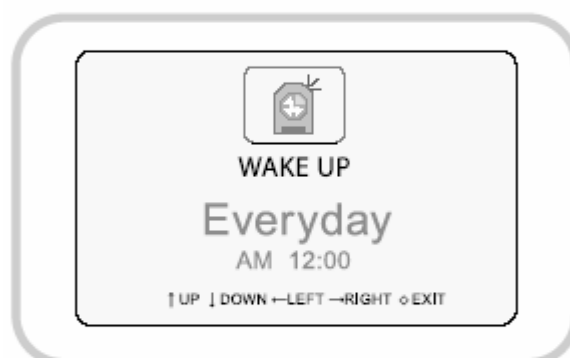 WAKE UP
Everyday
AM 12:00
↑UP ↓DOWN ←LEFT →RIGHT ◇EXIT